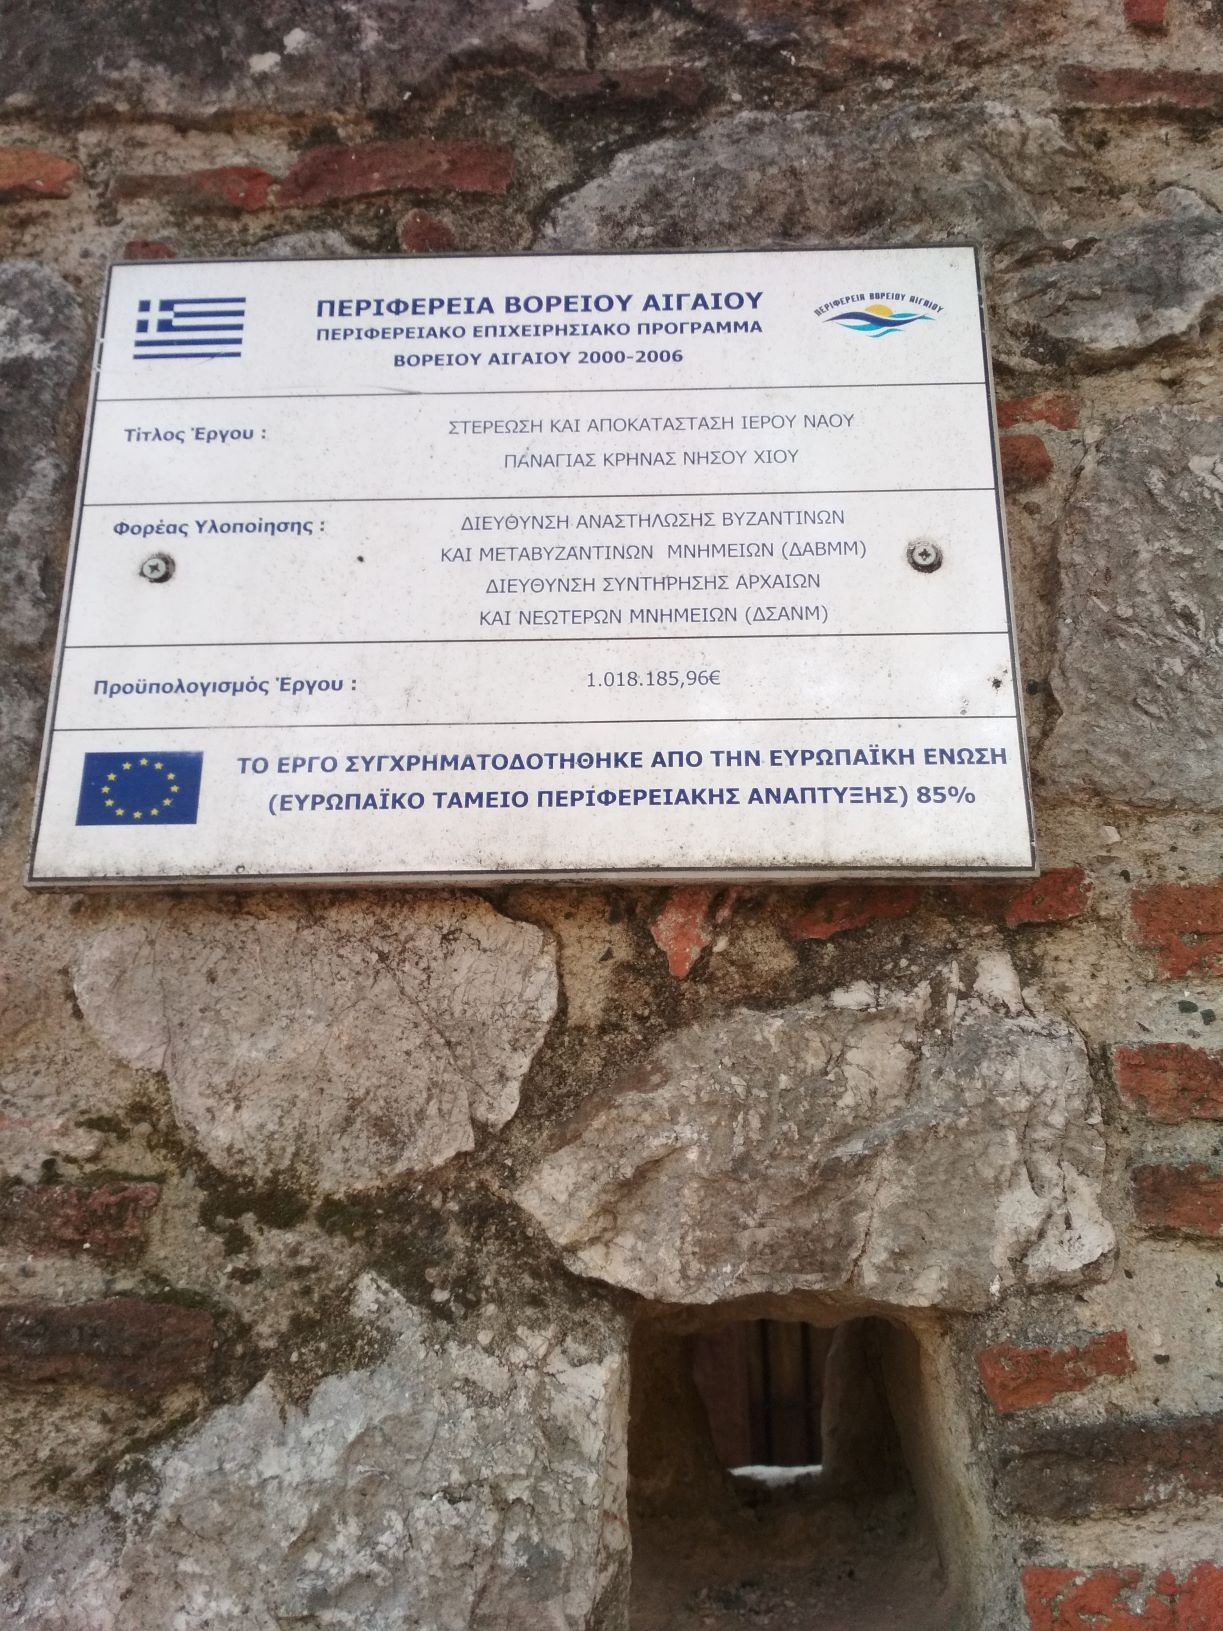 ΠΕΡΙΦΕΡΕΙΑ ΒΟΡΕΙΟΥ ΑΙΓΑΙΟΥ
ΠΕΡΙΦΕΡΕΙΑ ΒΟΡΕΙΟΥ ΑΙΓΑΙΟΥ
ΠΕΡΙΦΕΡΕΙΑΚΟ ΕΠΙΧΕΙΡΗΣΙΑΚΟ ΠΡΟΓΡΑΜΜΑ
ΒΟΡΕΙΟΥ ΑΙΓΑΙΟΥ 2000-2006
Τίτλος Έργου : ΣΤΕΡΕΩΣΗ ΚΑΙ ΑΠΟΚΑΤΑΣΤΑΣΗ ΙΕΡΟΥ ΝΑΟΥ
ΠΑΝΑΓΙΑΣ ΚΡΗΝΑΣ ΝΗΣΟΥ ΧΙΟΥ
Φορέας Υλοποίησης : ΔΙΕΥΘΥΝΣΗ ΑΝΑΣΤΗΛΩΣΗΣ ΒΥΖΑΝΤΙΝΩΝ
ΚΑΙ ΜΕΤΑΒΥΖΑΝΤΙΝΩΝ ΜΝΗΜΕΙΩΝ (ΔΑΒΜΜ)
ΔΙΕΥΘΥΝΣΗ ΣΥΝΤΗΡΗΣΗΣ ΑΡΧΑΙΩΝ
ΚΑΙ ΝΕΩΤΕΡΩΝ ΜΝΗΜΕΙΩΝ (ΔΣΑΝΜ)
Προϋπολογισμός Έργου : 1.018.185,96€
ΤΟ ΕΡΓΟ ΣΥΓΧΡΗΜΑΤΟΔΟΤΗΘΗΚΕ ΑΠΟ ΤΗΝ ΕΥΡΩΠΑΪΚΗ ΕΝΩΣΗ
(ΕΥΡΩΠΑΪΚΟ ΤΑΜΕΙΟ ΠΕΡΙΦΕΡΕΙΑΚΗΣ ΑΝΑΠΤΥΞΗΣ) 85%